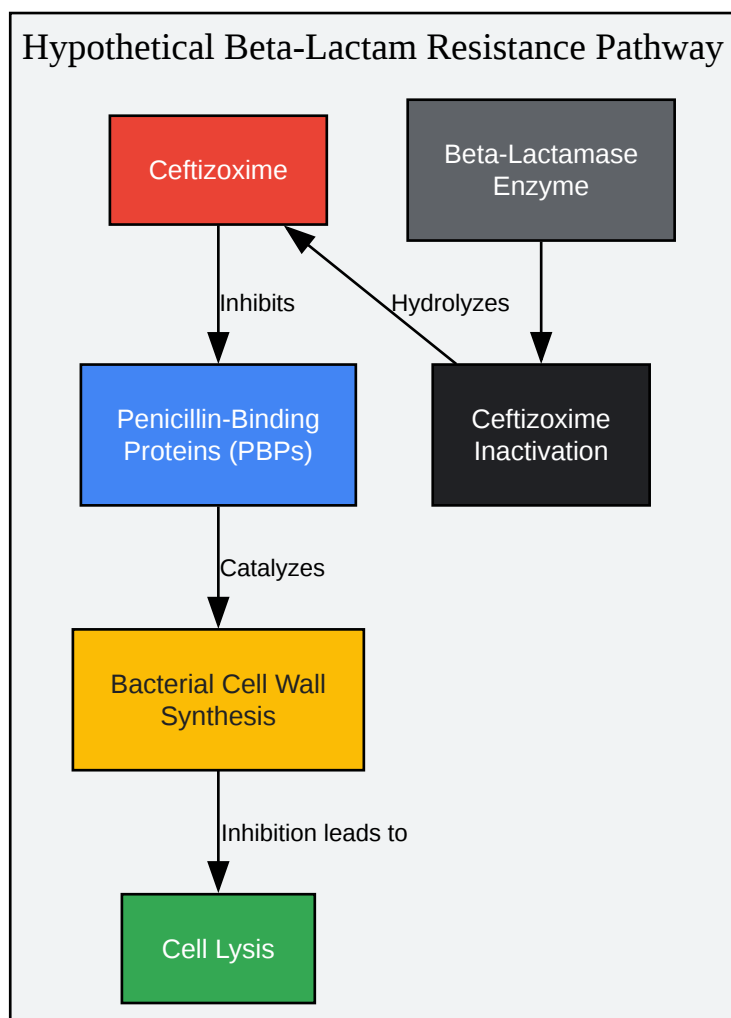 Hypothetical Beta-Lactam Resistance Pathway
Ceftizoxime
Beta-Lactamase
Enzyme
Inhibits
Hydrolyzes
Penicillin-Binding
Proteins (PBPs)
Ceftizoxime
Inactivation
Catalyzes
Bacterial Cell Wall
Synthesis
Inhibition leads to
Cell Lysis